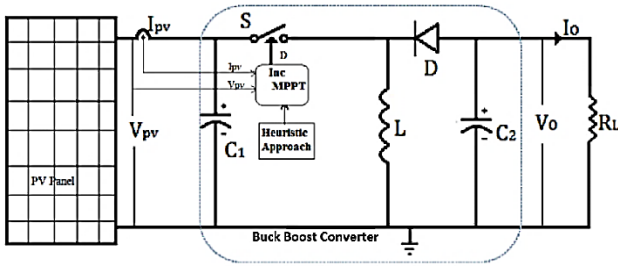 Ipv
S
Io
D
Ipv
Vpv
Inc
MPPT
D
+
-
C1
Heuristic
Approach
Vpv
L
+
-
C2
Vo
RL
PV Panel
Buck Boost Converter